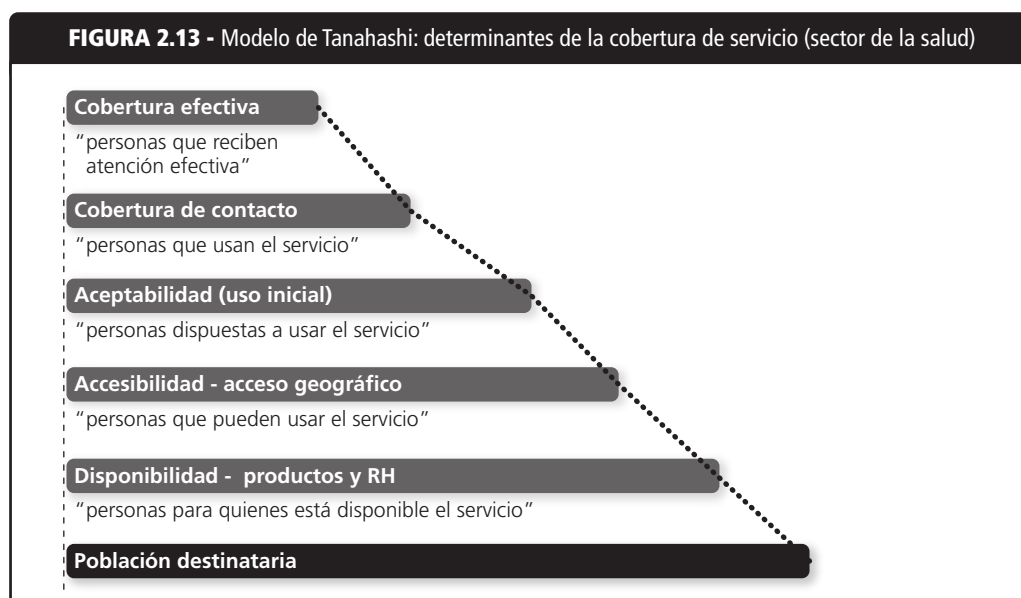 FIGURA 2.13 - Modelo de Tanahashi: determinantes de la cobertura de servicio (sector de la salud)
Cobertura efectiva
“personas que reciben
atención efectiva”
Cobertura de contacto
“personas que usan el servicio”
Aceptabilidad (uso inicial)
“personas dispuestas a usar el servicio”
Accesibilidad - acceso geográfico
“personas que pueden usar el servicio”
Disponibilidad -  productos y RH
“personas para quienes está disponible el servicio”
Población destinataria